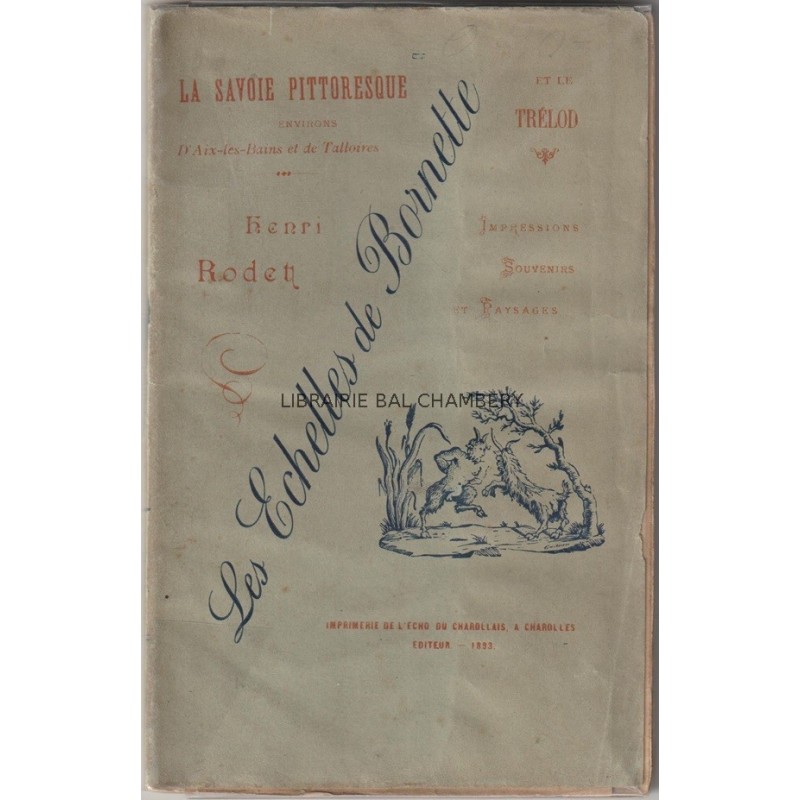 LA SAVOIE PITTORESQUE
ENVIRONS
D'Aix-les-Bains et de Talloires
ET LE
TRÉLOD
Henri
Rodet
IMPRESSIONS
SOUVENIRS
ET PAYSAGES
Les Echelles de Bornette
LIBRAIRIE BAL CHAMBERY
IMPRIMERIE DE L'ÉCHO DU CHAROLLAIS, A CHAROLLES
EDITEUR. — 1893.